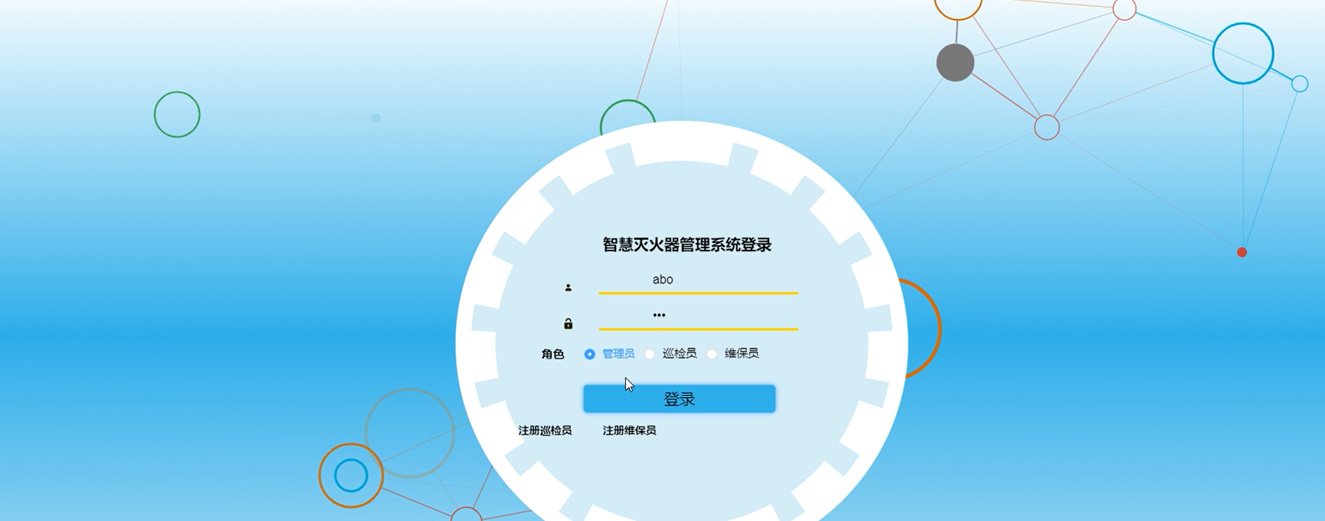 智慧灭火器管理系统登录
abo
•••
角色 管理员 巡检员 维保员
登录
注册巡检员 注册维保员